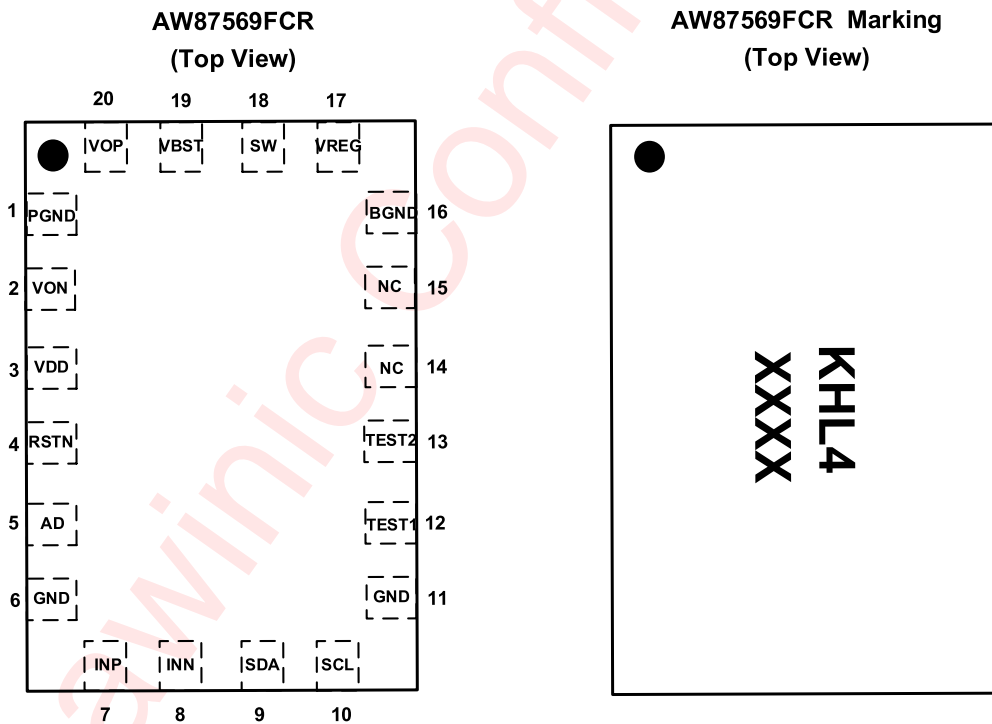 AW87569FCR
(Top View)
20 19 18 17
VOP VBST SW VREG
1 PGND BGND 16
2 VON NC 15
3 VDD NC 14
4 RSTN TEST2 13
5 AD TEST1 12
6 GND GND 11
INP INN SDA SCL
7 8 9 10
AW87569FCR Marking
(Top View)
KHL4
XXXX
awinic Confi